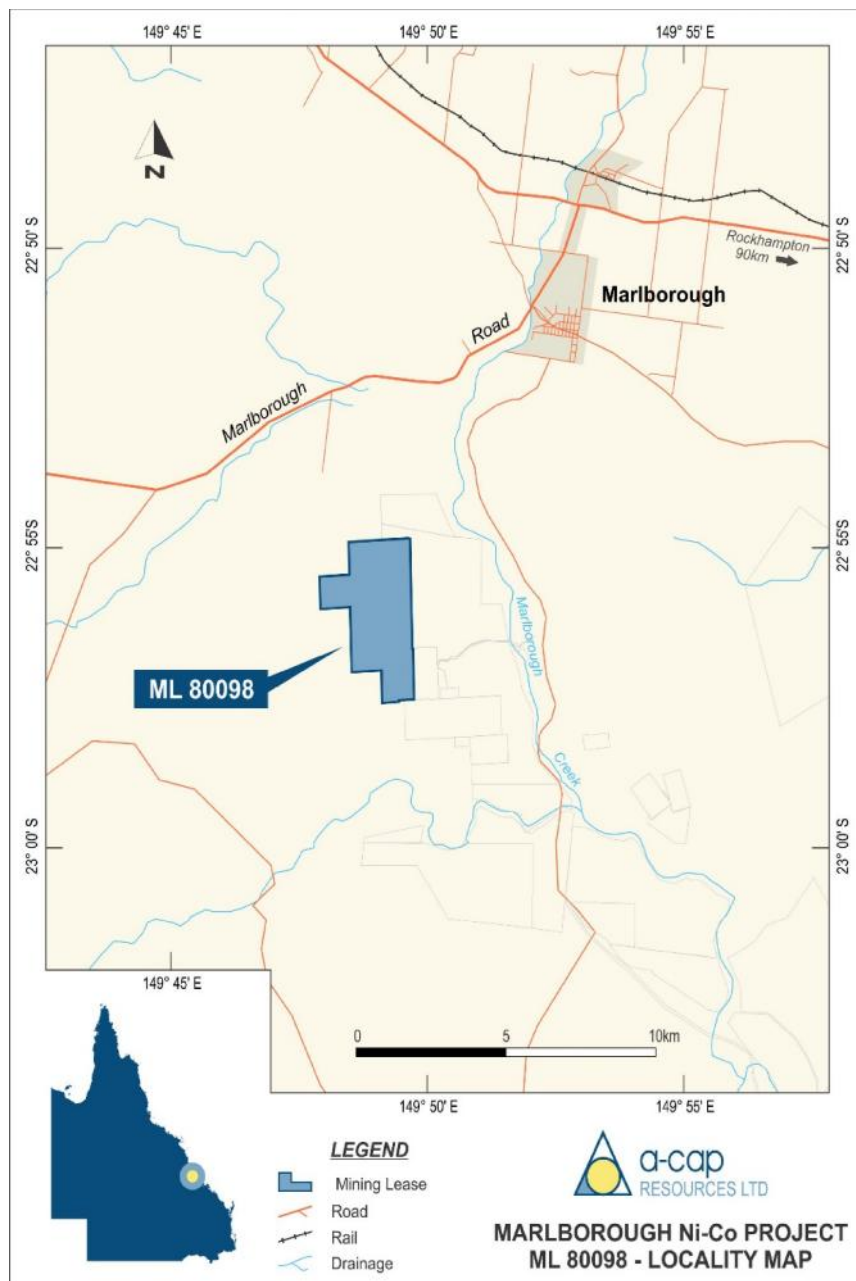 149° 45' E
149° 50' E
149° 55' E
N
22° 50' S
22° 50' S
Rockhampton
90km
Marlborough
Road
Marlborough
22° 55' S
22° 55'S
Marlborough
ML 80098
Creek
23° 00' S
23° 00' S
149° 45' E
0 5 10km
149° 50' E
149° 55' E
LEGEND
Mining Lease
Road
Rail
Drainage
a-cap
RESOURCES LTD
MARLBOROUGH Ni-Co PROJECT
ML 80098 - LOCALITY MAP